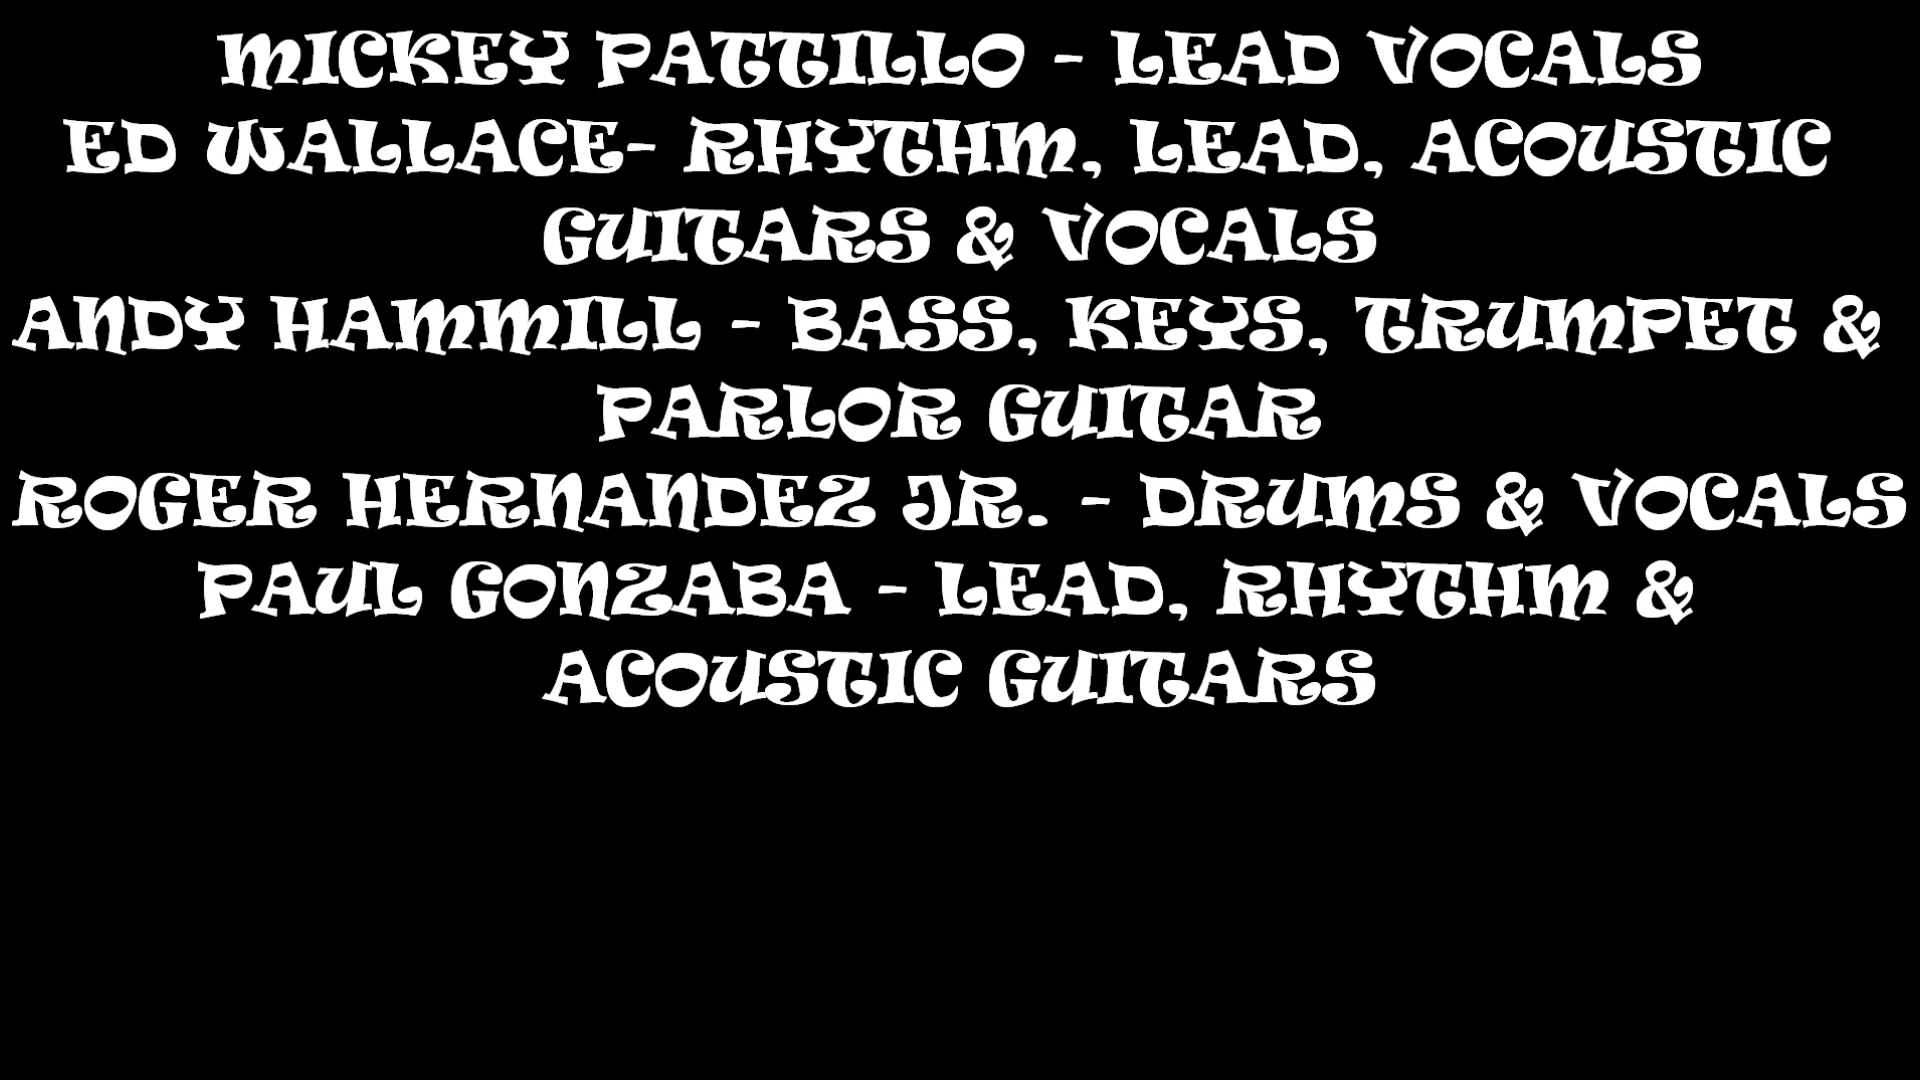 MICKEY PATTILLO - LEAD VOCALS
ED WALLACE- RHYTHM, LEAD, ACOUSTIC
GUITARS & VOCALS
ANDY HAMMILL - BASS, KEYS, TRUMPET &
PARLOR GUITAR
ROGER HERNANDEZ JR. - DRUMS & VOCALS
PAUL GONZABA - LEAD, RHYTHM &
ACOUSTIC GUITARS